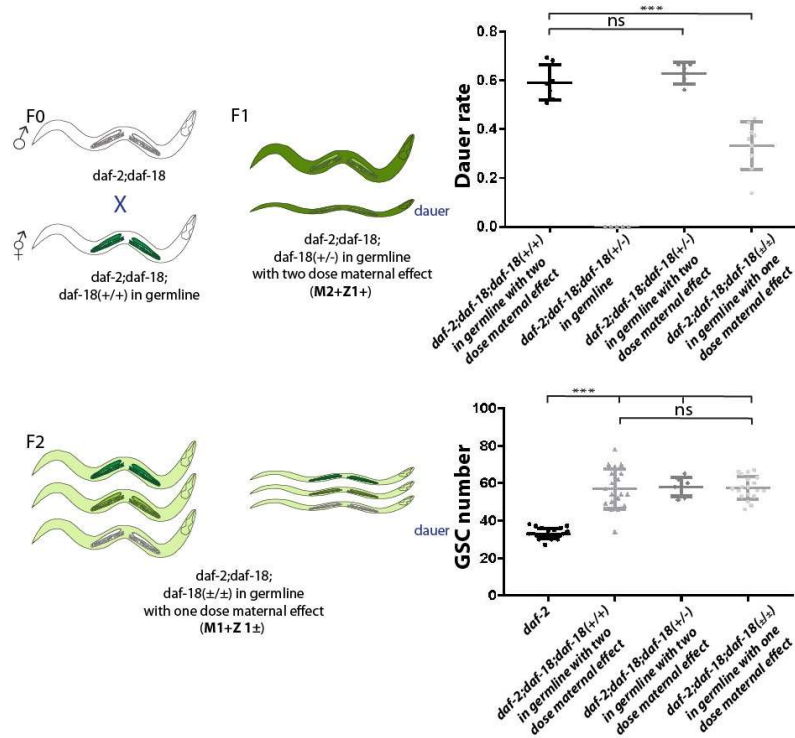 F0
♂
daf-2;daf-18
X
⚥
daf-2;daf-18;
daf-18(+/+) in germline
F1
dauer
daf-2;daf-18;
daf-18(+/-) in germline
with two dose maternal effect
(M2+Z1+)
***
ns
Dauer rate
0.8
0.6
0.4
0.2
0.0
daf-2;daf-18;daf-18(+/+)
in germline with two
dose maternal effect
daf-2;daf-18;daf-18(+/-)
in germline
daf-2;daf-18;daf-18(+/-)
in germline with two
dose maternal effect
daf-2;daf-18;daf-18(±/±)
in germline with one
dose maternal effect
F2
dauer
daf-2;daf-18;
daf-18(±/±) in germline
with one dose maternal effect
(M1+Z 1±)
***
ns
GSC number
100
80
60
40
20
0
daf-2
daf-2;daf-18;daf-18(+/+)
in germline with two
dose maternal effect
daf-2;daf-18;daf-18(+/-)
in germline with two
dose maternal effect
daf-2;daf-18;daf-18(±/±)
in germline with one
dose maternal effect